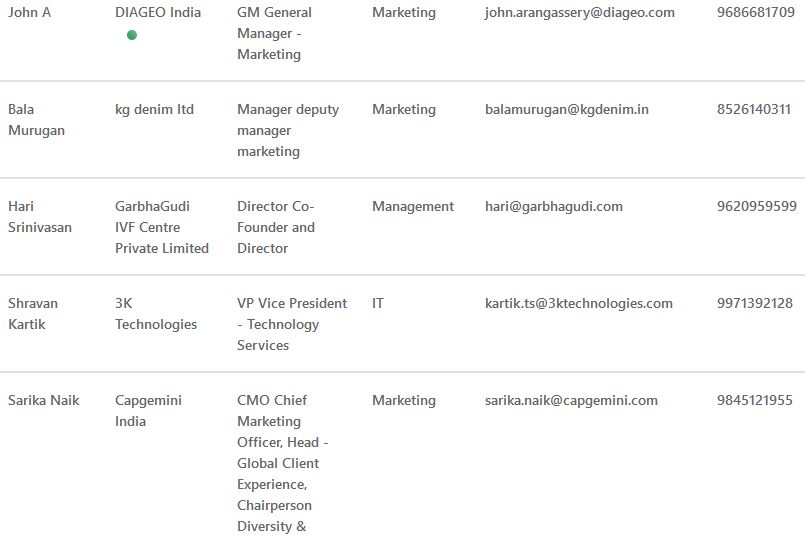 John A DIAGEO India GM General Marketing john.arangassery@diageo.com 9686681709
Manager -
Marketing
Bala kg denim ltd Manager deputy Marketing balamurugan@kgdenim.in 8526140311
Murugan manager
marketing
Hari GarbhaGudi Director Co- Management hari@garbhagudi.com 9620959599
Srinivasan IVF Centre Founder and
Private Limited Director
Shravan 3K VP Vice President IT kartik.ts@3ktechnologies.com 9971392128
Kartik Technologies - Technology
Services
Sarika Naik Capgemini CMO Chief Marketing sarika.naik@capgemini.com 9845121955
India Marketing
Officer, Head -
Global Client
Experience,
Chairperson
Diversity &